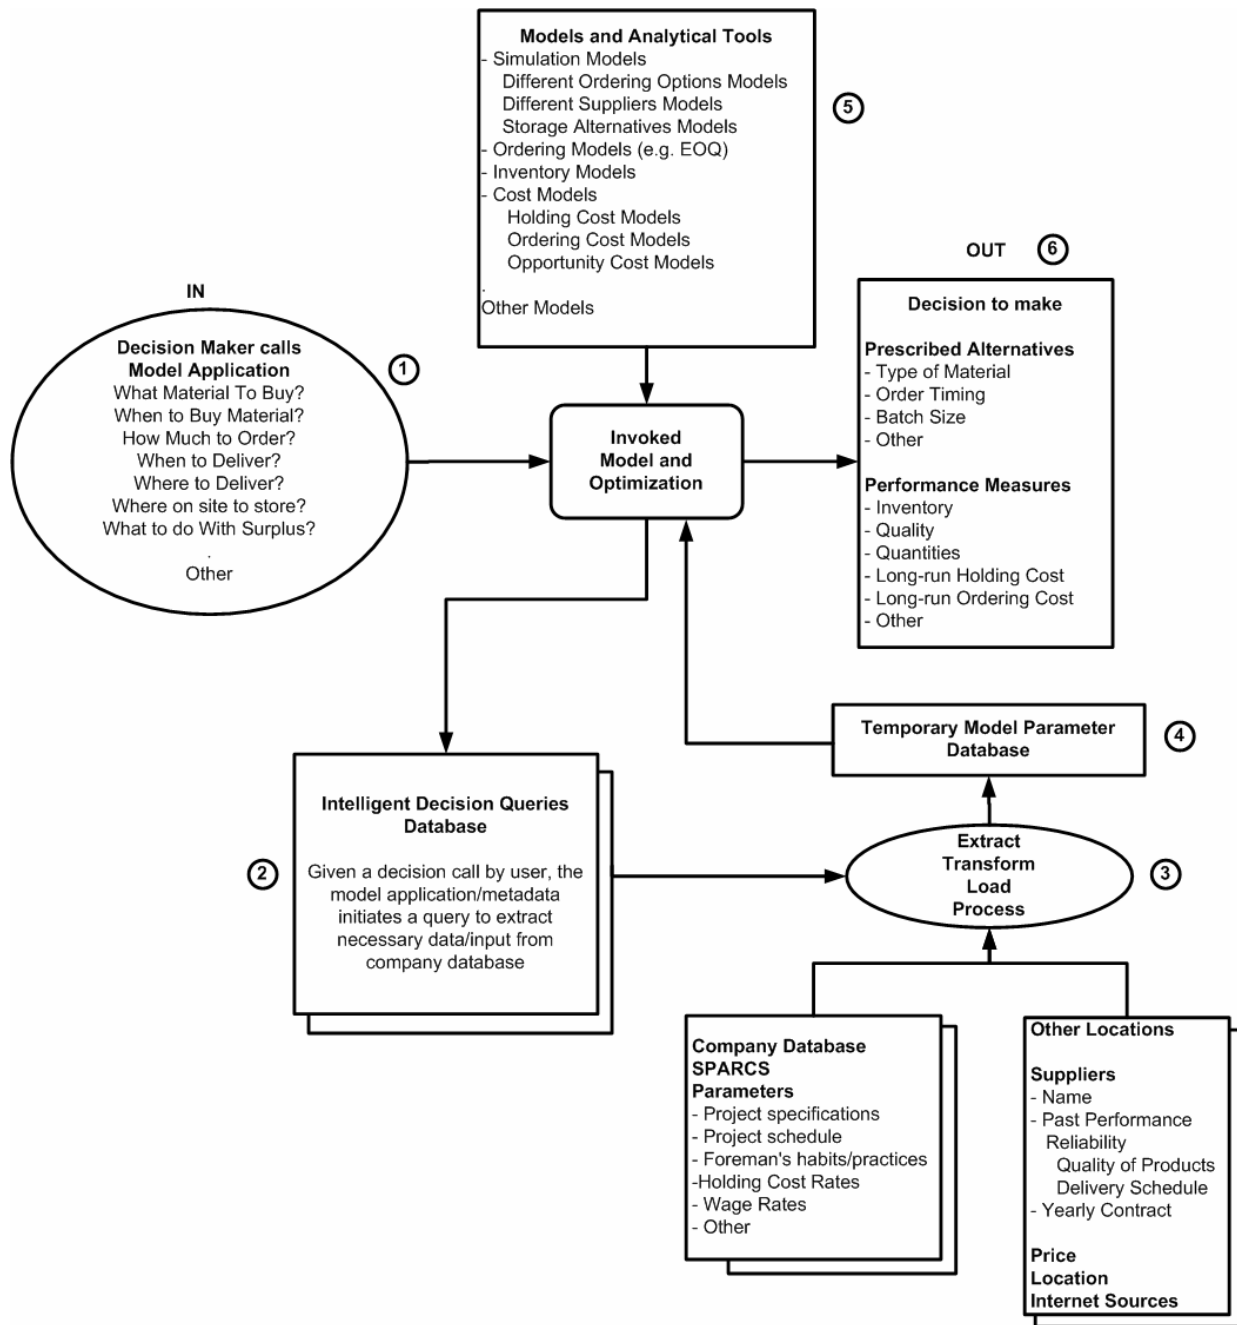 Models and Analytical Tools
- Simulation Models
Different Ordering Options Models
Different Suppliers Models
Storage Alternatives Models
- Ordering Models (e.g. EOQ)
- Inventory Models
- Cost Models
Holding Cost Models
Ordering Cost Models
Opportunity Cost Models
.
Other Models
5
IN
Decision Maker calls
Model Application
What Material To Buy?
When to Buy Material?
How Much to Order?
When to Deliver?
Where to Deliver?
Where on site to store?
What to do With Surplus?
.
Other
1
Invoked
Model and
Optimization
OUT
6
Decision to make
Prescribed Alternatives
- Type of Material
- Order Timing
- Batch Size
- Other
Performance Measures
- Inventory
- Quality
- Quantities
- Long-run Holding Cost
- Long-run Ordering Cost
- Other
Temporary Model Parameter
Database
4
Intelligent Decision Queries
Database
Given a decision call by user, the
model application/metadata
initiates a query to extract
necessary data/input from
company database
2
Extract
Transform
Load
Process
3
Company Database
SPARCS
Parameters
- Project specifications
- Project schedule
- Foreman's habits/practices
-Holding Cost Rates
- Wage Rates
- Other
Other Locations
Suppliers
- Name
- Past Performance
Reliability
Quality of Products
Delivery Schedule
- Yearly Contract
Price
Location
Internet Sources